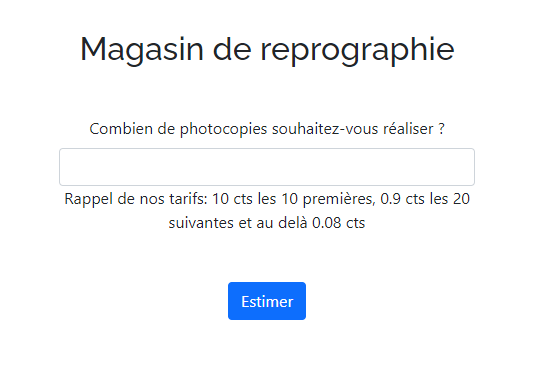 Magasin de reprographie
Combien de photocopies souhaitez-vous réaliser ?
Rappel de nos tarifs: 10 cts les 10 premières, 0.9 cts les 20
suivantes et au delà 0.08 cts
Estimer